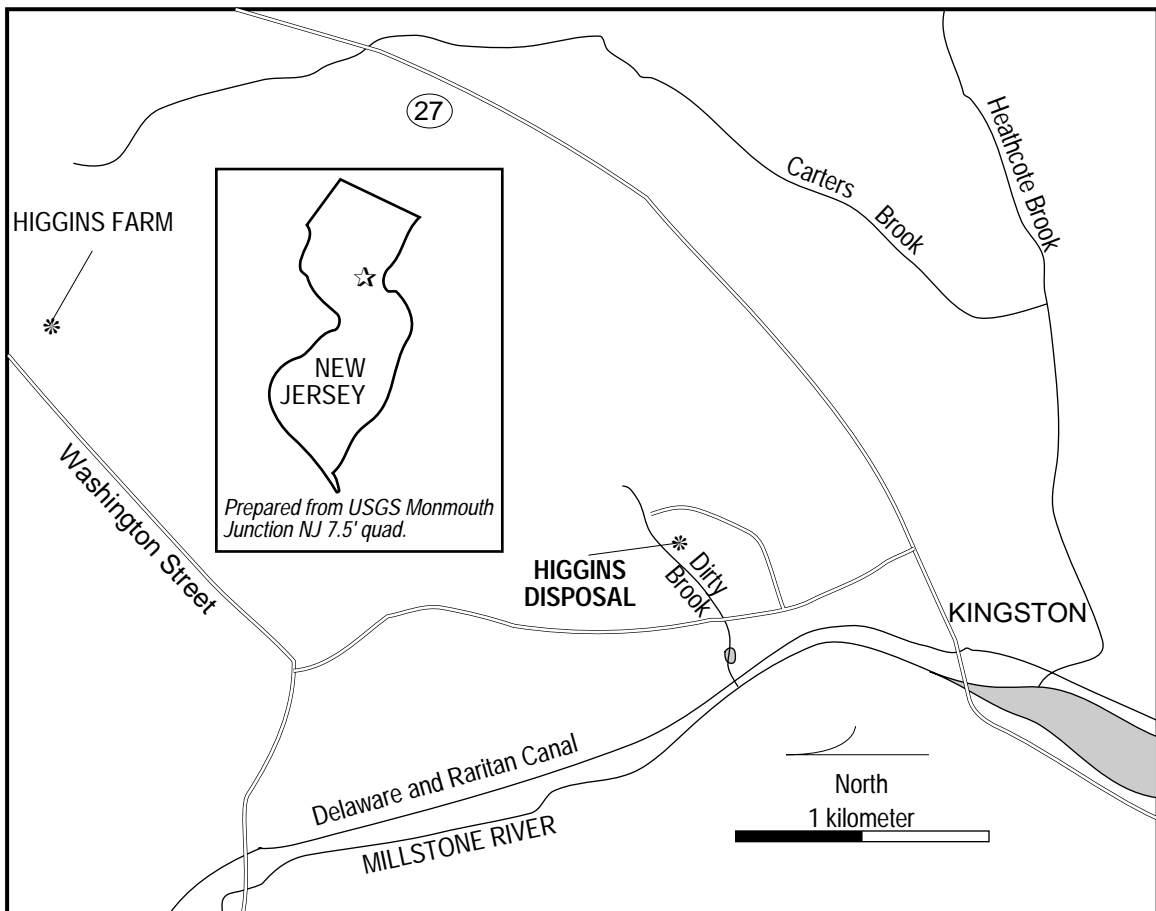 27
Heathcote Brook
Carters
Brook
HIGGINS FARM
NEW
JERSEY
Prepared from USGS Monmouth
Junction NJ 7.5' quad.
Washington Street
HIGGINS
DISPOSAL
Dirty
Brook
KINGSTON
Delaware and Raritan Canal
MILLSTONE RIVER
North
1 kilometer